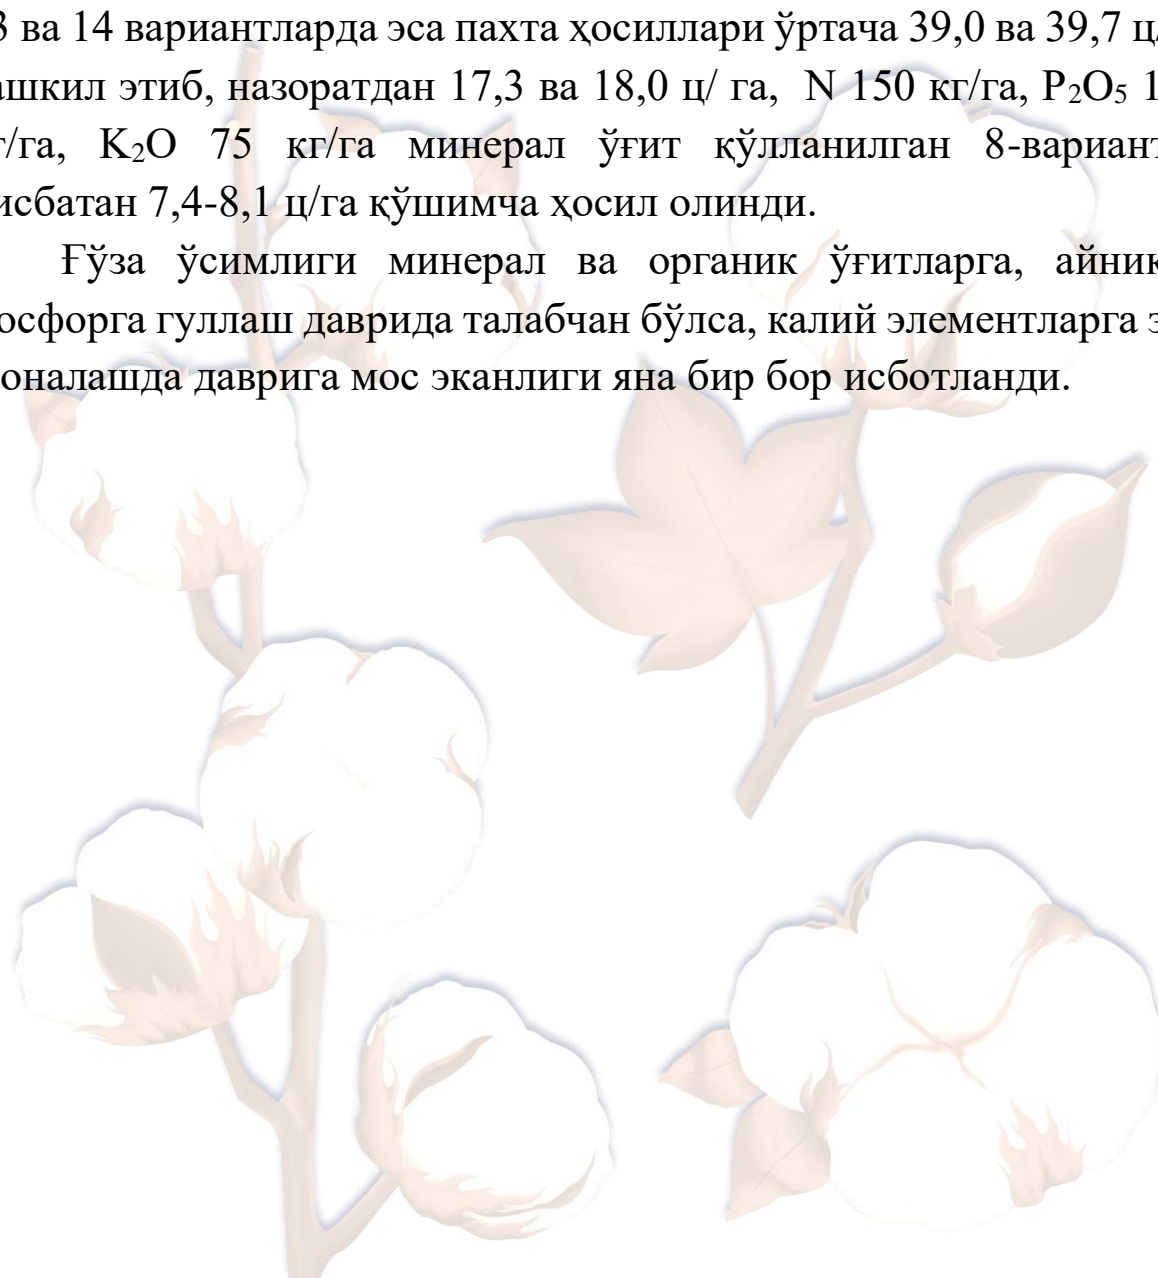 3 ва 14 вариантларда эса пахта ҳосиллари ўртача 39,0 ва 39,7 ц/
ашкил этиб, назоратдан 17,3 ва 18,0 ц/ га, N 150 кг/га, P₂O₅ 1
г/га, K₂O 75 кг/га минерал ўғит қўлланилган 8-вариант
исбатан 7,4-8,1 ц/га қўшимча ҳосил олинди.
Ғўза ўсимлиги минерал ва органик ўғитларга, айник
осфорга гуллаш даврида талабчан бўлса, калий элементларга э
оналашда даврига мос эканлиги яна бир бор исботланди.